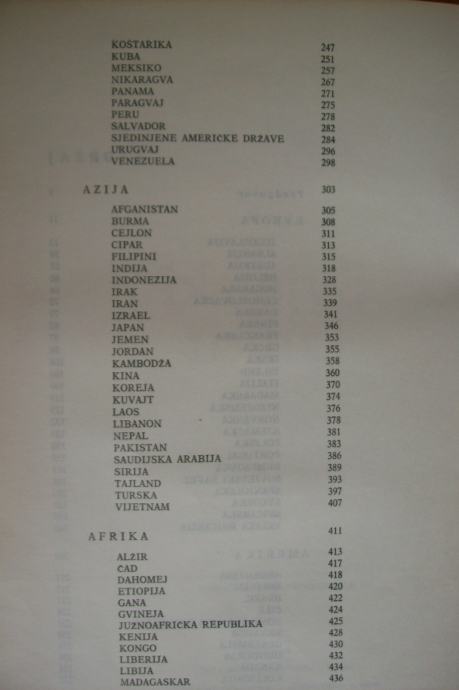 KOSTARIKA 247
KUBA 251
MEKSIKO 257
NIKARAGVA 267
PANAMA 271
PARAGVAJ 275
PERU 278
SALVADOR 282
SJEDINJENE AMERIČKE DRŽAVE 284
URUGVAJ 296
VENEZUELA 298
AZIJA 303
AFGANISTAN 305
BURMA 308
CEJLON 311
CIPAR 313
FILIPINI 315
INDIJA 318
INDONEZIJA 328
IRAK 335
IRAN 339
IZRAEL 341
JAPAN 346
JEMEN 353
JORDAN 355
KAMBODŽA 358
KINA 360
KOREJA 370
KUVAJT 374
LAOS 376
LIBANON 378
NEPAL 381
PAKISTAN 383
SAUDIJSKA ARABIJA 386
SIRIJA 389
TAJLAND 393
TURSKA 397
VIJETNAM 407
AFRIKA 411
ALŽIR 413
ČAD 417
DAHOMEJ 418
ETIOPIJA 420
GANA 422
GVINEJA 424
JUŽNOAFRIČKA REPUBLIKA 425
KENIJA 428
KONGO 430
LIBERIJA 432
LIBIJA 434
MADAGASKAR 436